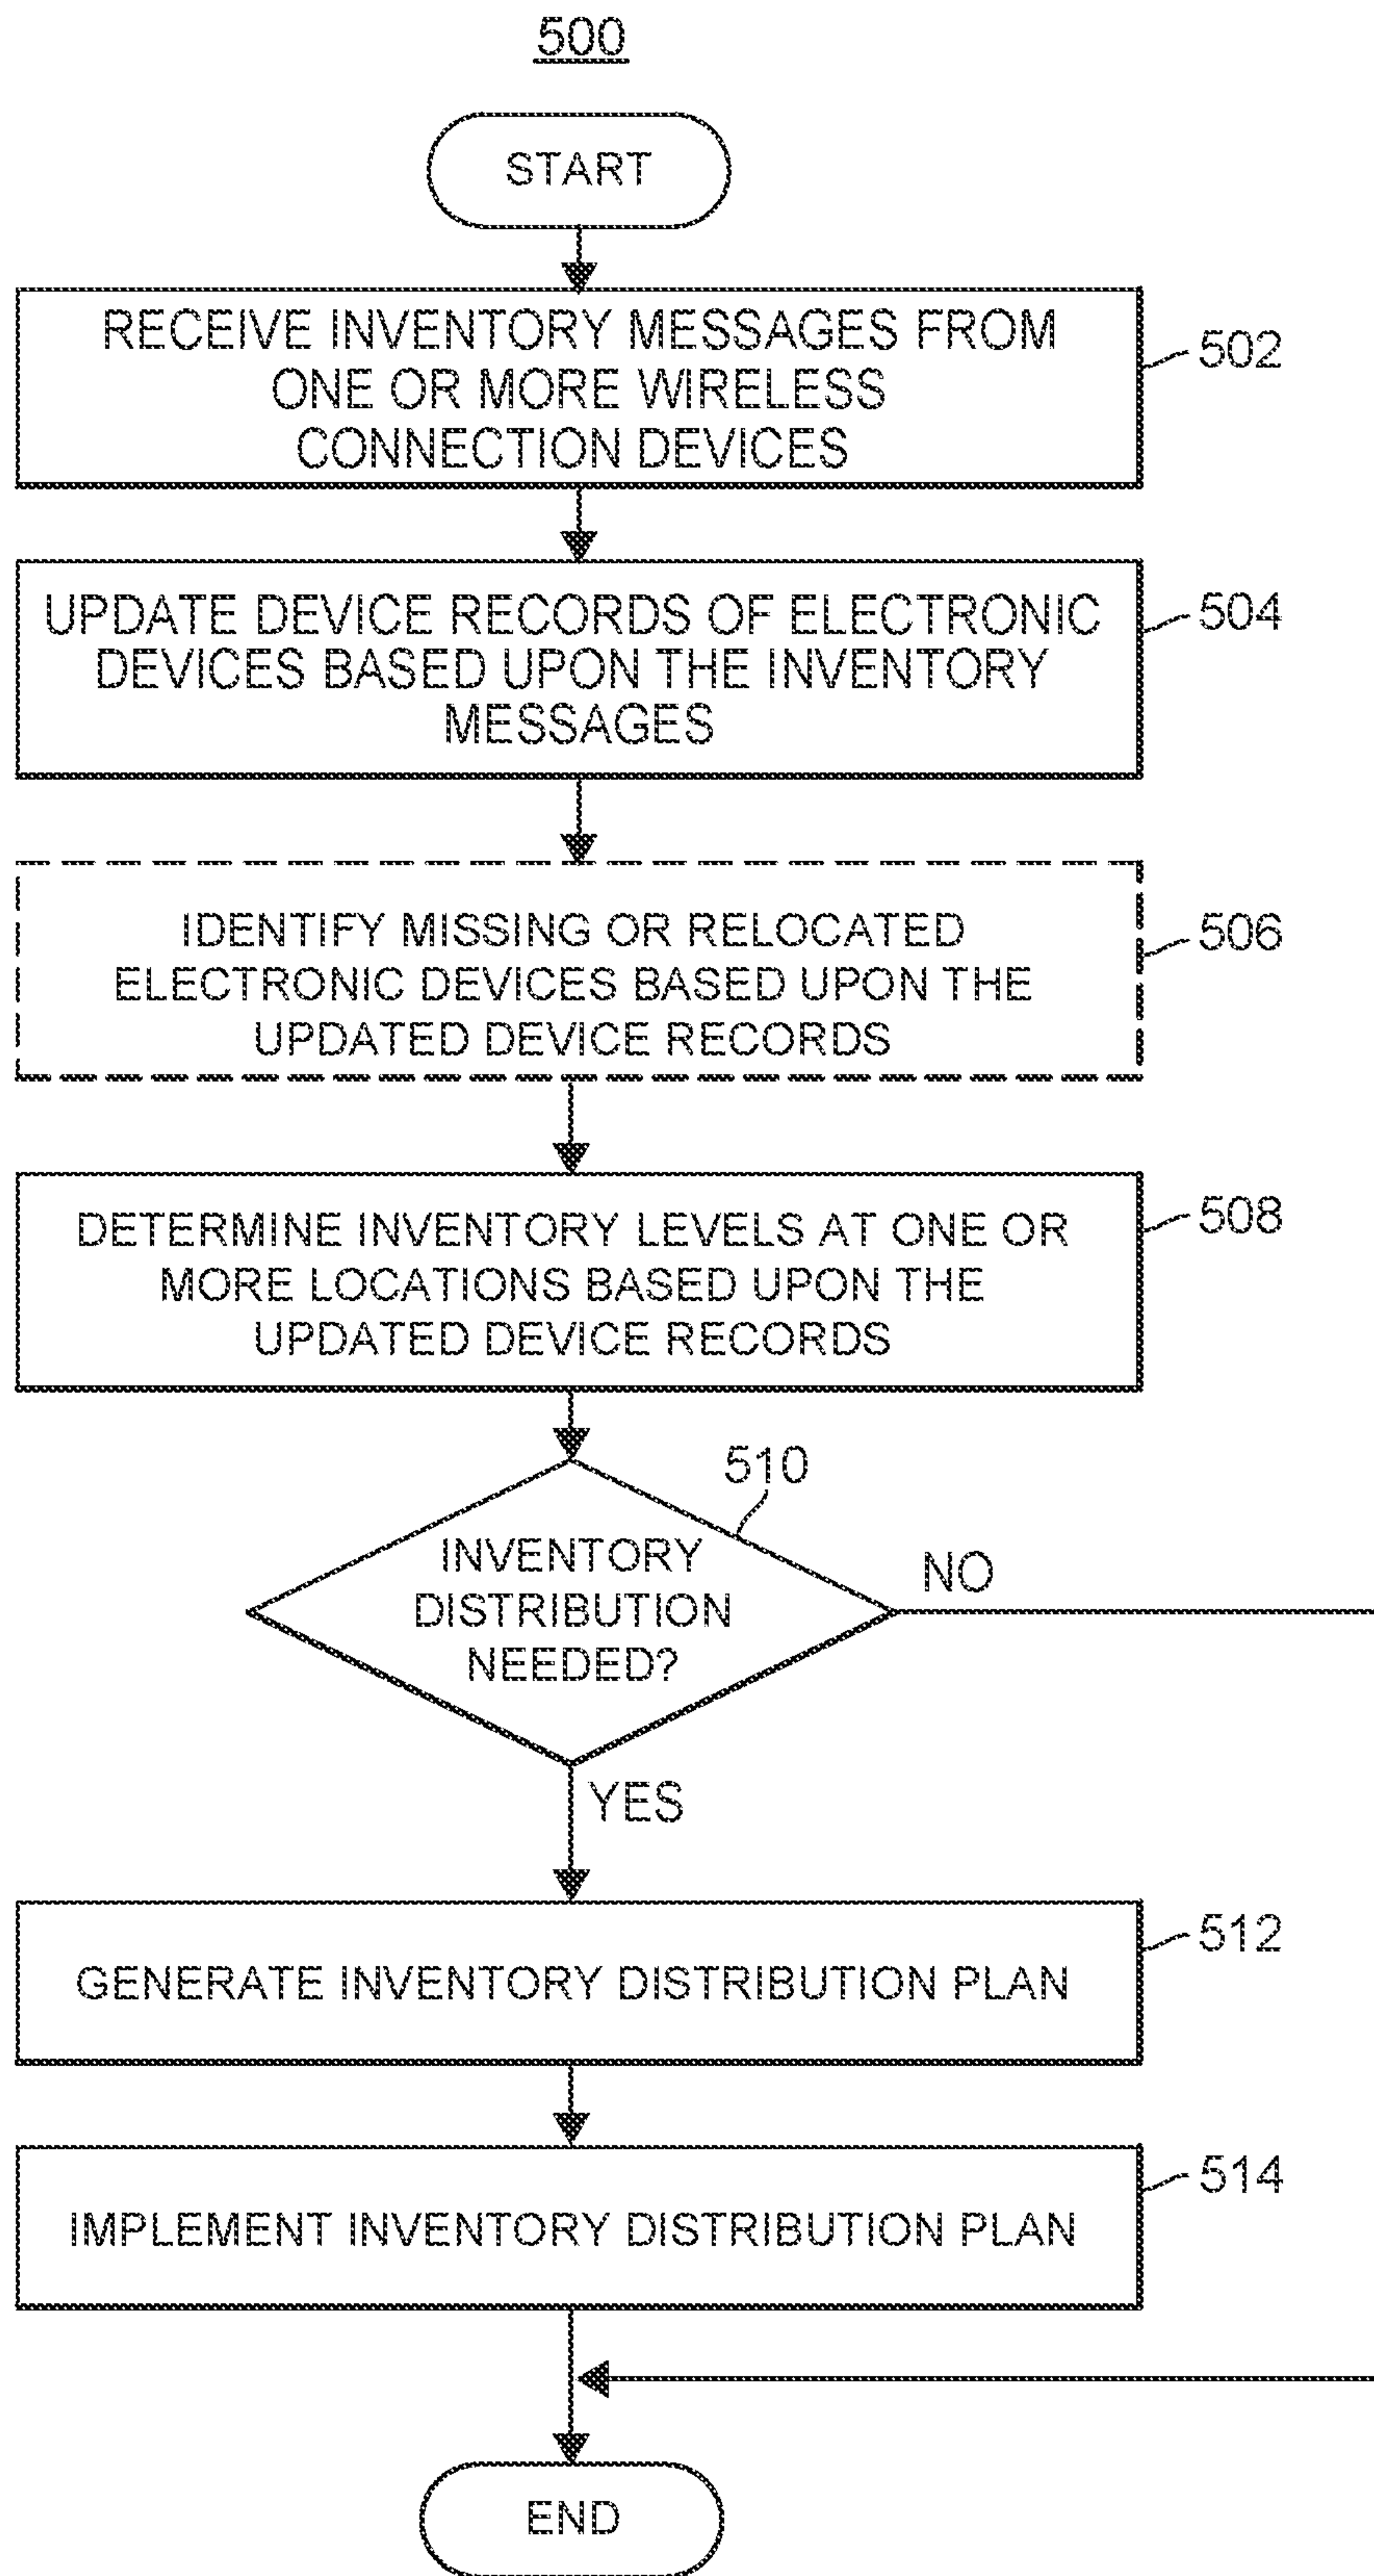 500
START
RECEIVE INVENTORY MESSAGES FROM
ONE OR MORE WIRELESS
CONNECTION DEVICES
502
UPDATE DEVICE RECORDS OF ELECTRONIC
DEVICES BASED UPON THE INVENTORY
MESSAGES
504
IDENTIFY MISSING OR RELOCATED
ELECTRONIC DEVICES BASED UPON THE
UPDATED DEVICE RECORDS
506
DETERMINE INVENTORY LEVELS AT ONE OR
MORE LOCATIONS BASED UPON THE
UPDATED DEVICE RECORDS
508
510
INVENTORY
DISTRIBUTION
NEEDED?
NO
YES
GENERATE INVENTORY DISTRIBUTION PLAN
512
IMPLEMENT INVENTORY DISTRIBUTION PLAN
514
END